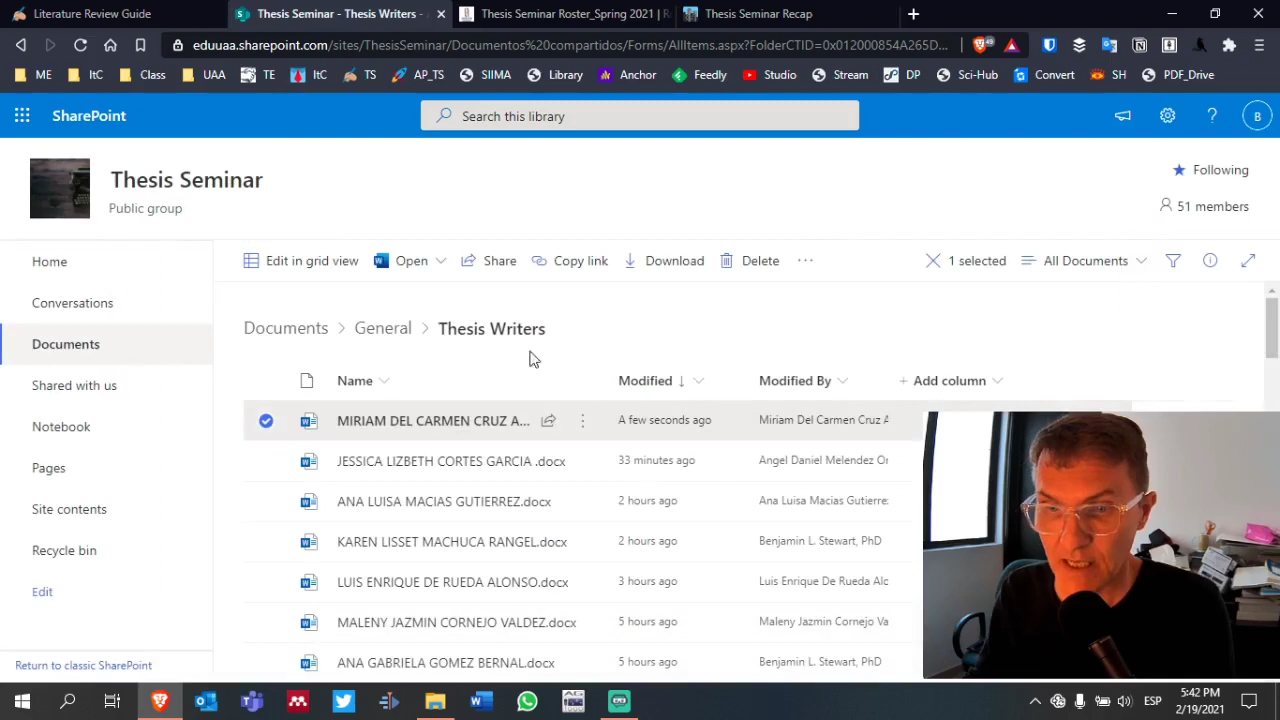 Literature Review Guide
Thesis Seminar - Thesis Writers -
Thesis Seminar Roster_Spring 2021 |
Thesis Seminar Recap
eduuaa.sharepoint.com/sites/ThesisSeminar/Documentos%20compartidos/Forms/AllItems.aspx?FolderCTID=0x012000854A265D...
ME ItC Class UAA TE ItC TS AP_TS SIIMA Library Anchor Feedly Studio Stream DP Sci-Hub Convert SH PDF_Drive
SharePoint
Search this library
B
Thesis Seminar
Public group
Following
51 members
Home
Conversations
Documents
Shared with us
Notebook
Pages
Site contents
Recycle bin
Edit
Return to classic SharePoint
Edit in grid view Open Share Copy link Download Delete ... 1 selected All Documents
Documents > General > Thesis Writers
Name Modified Modified By + Add column
MIRIAM DEL CARMEN CRUZ A... A few seconds ago Miriam Del Carmen Cruz A
JESSICA LIZBETH CORTES GARCIA .docx 33 minutes ago Angel Daniel Melendez Or
ANA LUISA MACIAS GUTIERREZ.docx 2 hours ago Ana Luisa Macias Gutierrez
KAREN LISSET MACHUCA RANGEL.docx 2 hours ago Benjamin L. Stewart, PhD
LUIS ENRIQUE DE RUEDA ALONSO.docx 3 hours ago Luis Enrique De Rueda Alo
MALENY JAZMIN CORNEJO VALDEZ.docx 5 hours ago Maleny Jazmin Cornejo Va
ANA GABRIELA GOMEZ BERNAL.docx 5 hours ago Benjamin L. Stewart, PhD
ESP
5:42 PM
2/19/2021